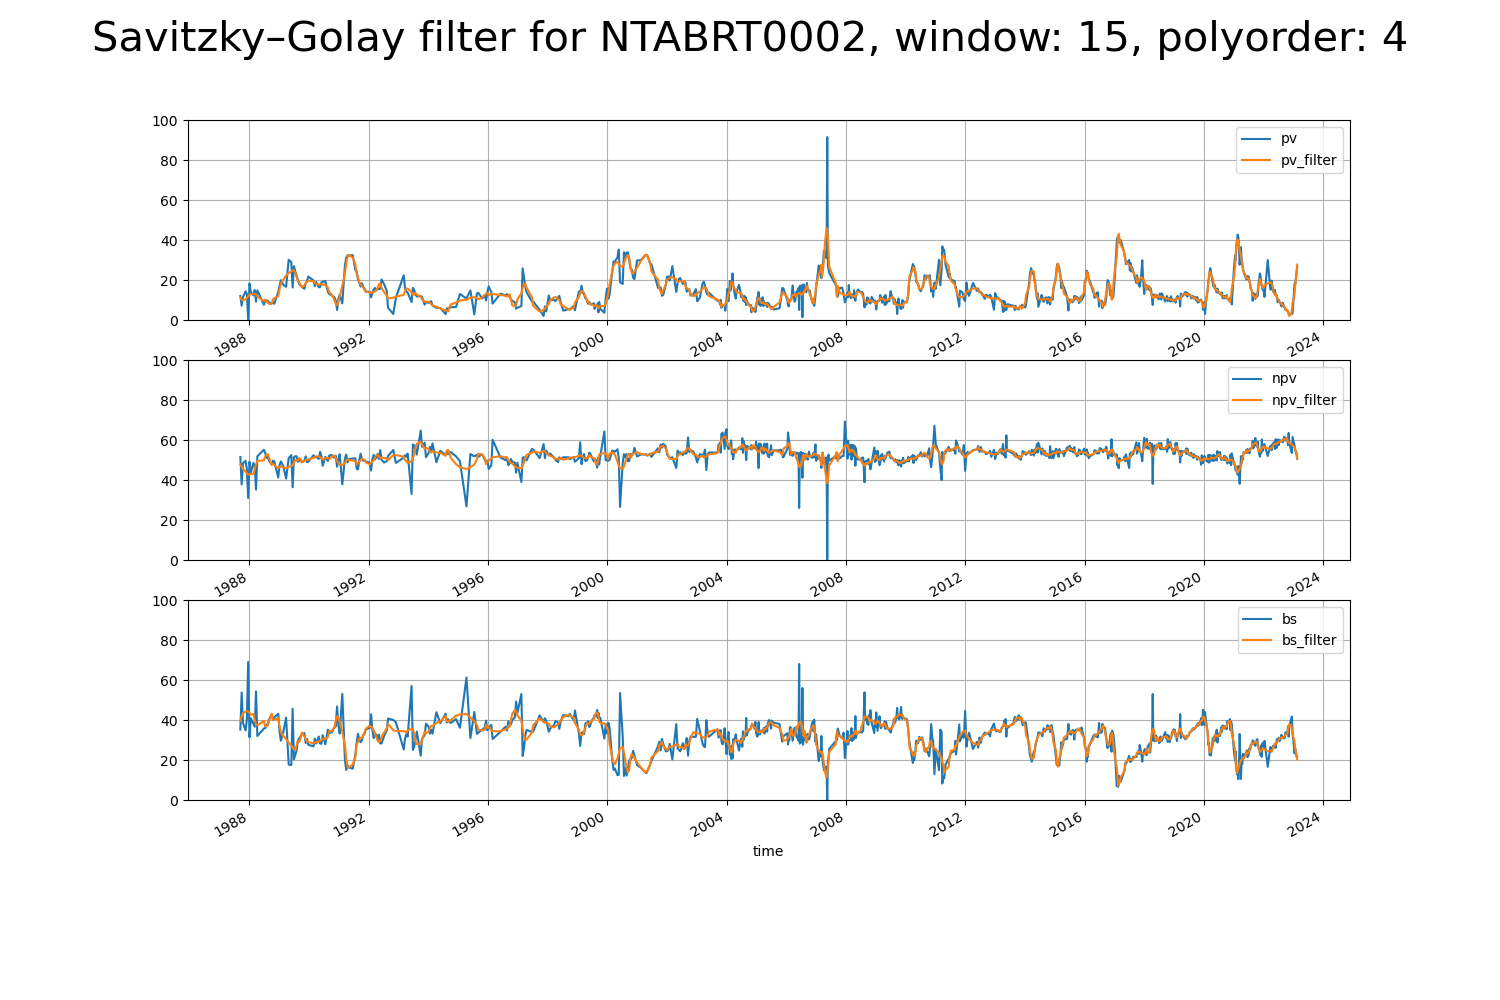 Savitzky–Golay filter for NTABRT0002, window: 15, polyorder: 4
100
80
60
40
20
0
pv
pv_filter
1988 1992 1996 2000 2004 2008 2012 2016 2020 2024
100
80
60
40
20
0
npv
npv_filter
1988 1992 1996 2000 2004 2008 2012 2016 2020 2024
100
80
60
40
20
0
bs
bs_filter
1988 1992 1996 2000 2004 2008 2012 2016 2020 2024
time